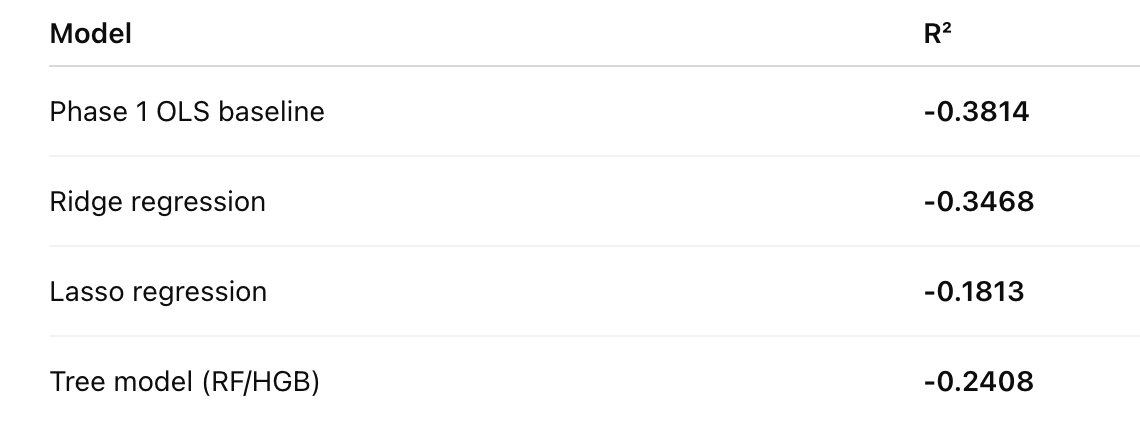 Model R²
Phase 1 OLS baseline -0.3814
Ridge regression -0.3468
Lasso regression -0.1813
Tree model (RF/HGB) -0.2408